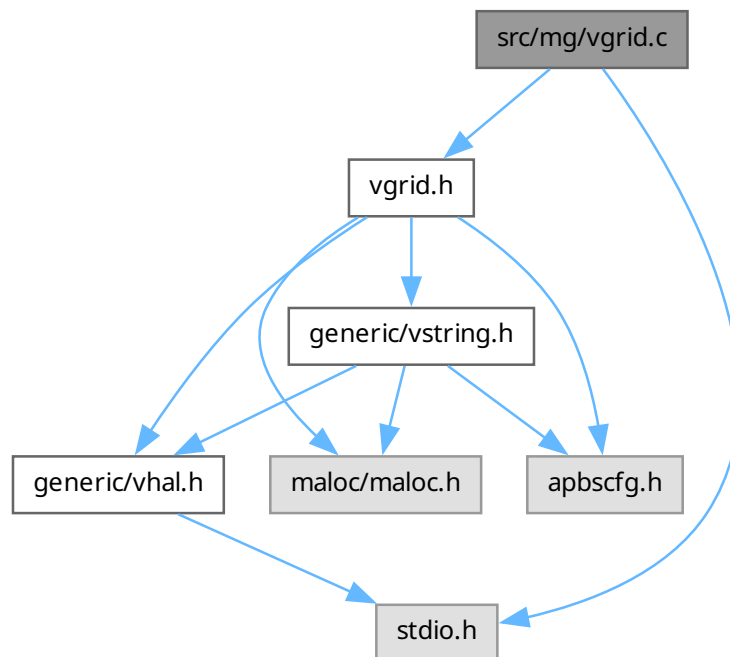 src/mg/vgrid.c
vgrid.h
generic/vstring.h
generic/vhal.h
maloc/maloc.h
apbscfg.h
stdio.h